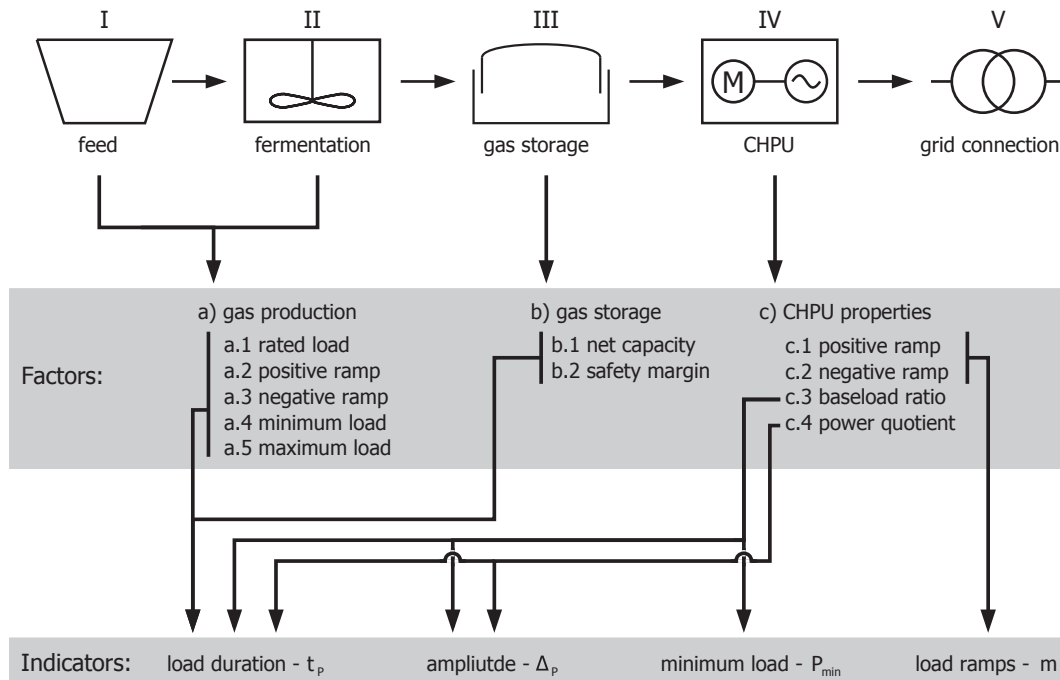 I II III IV V
M
feed fermentation gas storage CHPU grid connection
a) gas production b) gas storage c) CHPU properties
a.1 rated load b.1 net capacity c.1 positive ramp
a.2 positive ramp b.2 safety margin c.2 negative ramp
Factors: a.3 negative ramp c.3 baseload ratio
a.4 minimum load c.4 power quotient
a.5 maximum load
Indicators: load duration - tP ampliutde - ΔP minimum load - Pmin load ramps - m